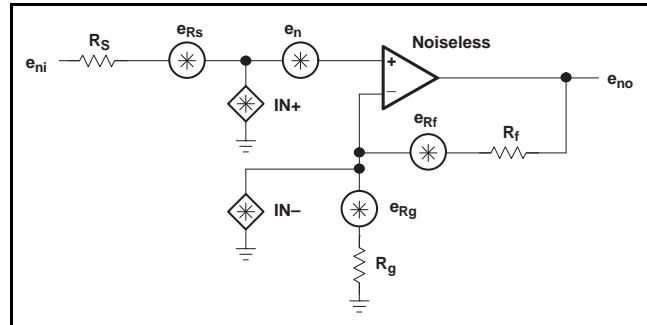 Noiseless
eRs
en
RS
eni
+
–
eno
IN+
eRf
Rf
IN–
eRg
Rg